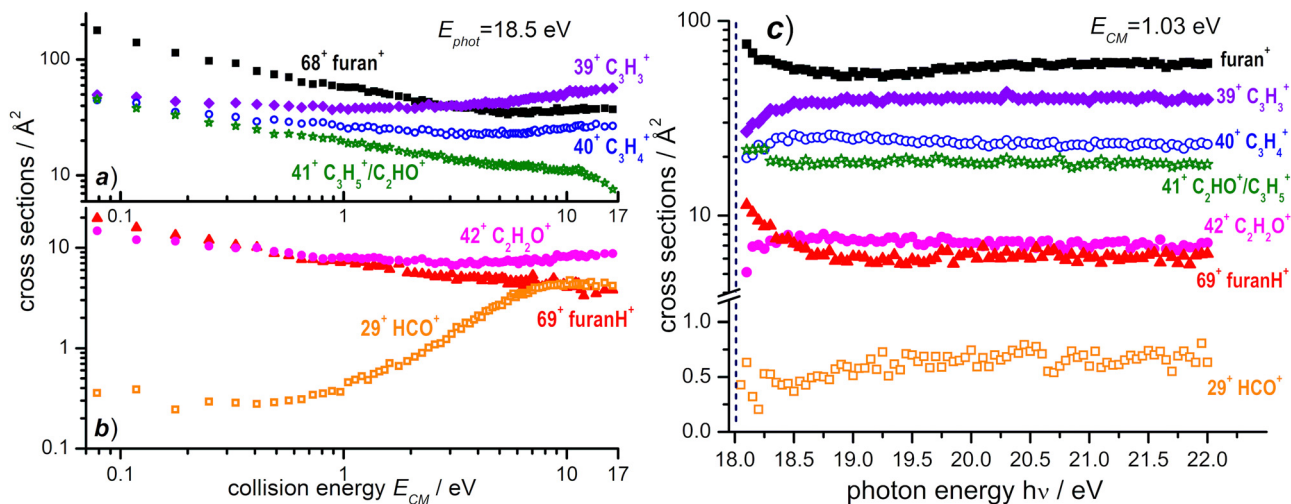 a)
E_phot=18.5 eV
68⁺ furan⁺
39⁺ C₃H₃⁺
40⁺ C₃H₄⁺
41⁺ C₃H₅⁺/C₂HO⁺
100
10
0.1
1
10
17
cross sections / Å²
b)
42⁺ C₂H₂O⁺
29⁺ HCO⁺
69⁺ furanH⁺
10
1
0.1
0.1
1
10
17
collision energy E_CM / eV
c)
E_CM=1.03 eV
furan⁺
39⁺ C₃H₃⁺
40⁺ C₃H₄⁺
41⁺ C₂HO⁺/C₃H₅⁺
42⁺ C₂H₂O⁺
69⁺ furanH⁺
29⁺ HCO⁺
100
10
1.0
0.5
0.0
cross sections / Å²
18.0 18.5 19.0 19.5 20.0 20.5 21.0 21.5 22.0
photon energy hν / eV